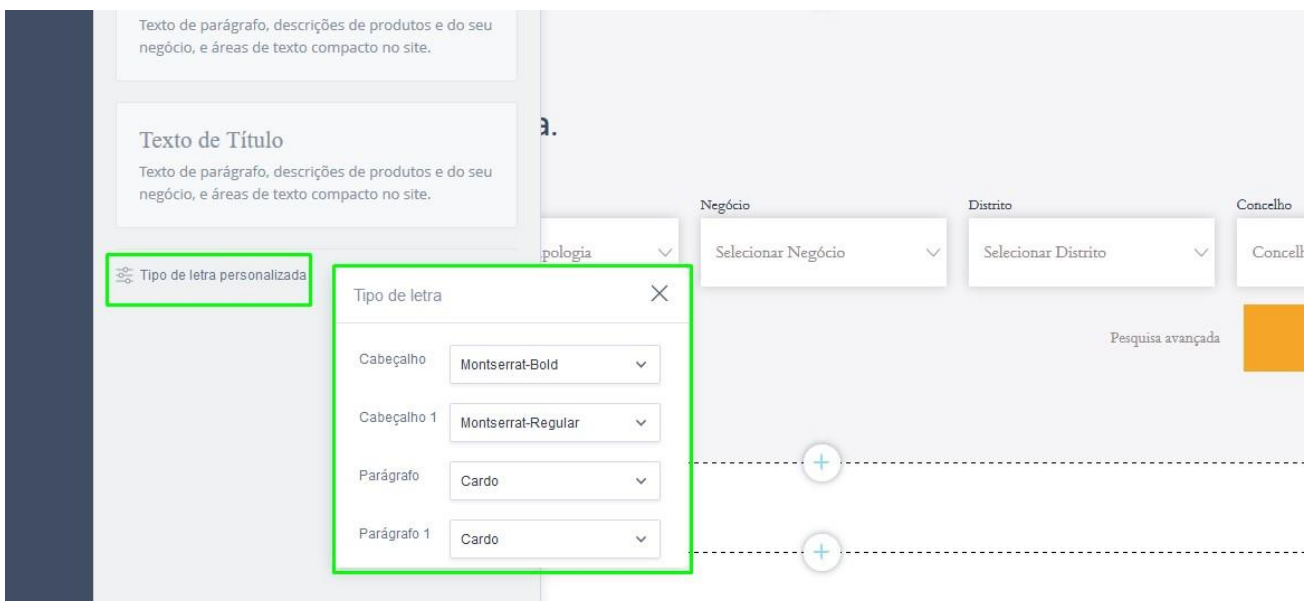 Texto de parágrafo, descrições de produtos e do seu
negócio, e áreas de texto compacto no site.
Texto de Título
Texto de parágrafo, descrições de produtos e do seu
negócio, e áreas de texto compacto no site.
a.
Negócio
Distrito
Concelho
pologia
Selecionar Negócio
Selecionar Distrito
Concelh
Tipo de letra personalizada
Tipo de letra
Pesquisa avançada
Cabeçalho
Montserrat-Bold
Cabeçalho 1
Montserrat-Regular
Parágrafo
Cardo
Parágrafo 1
Cardo